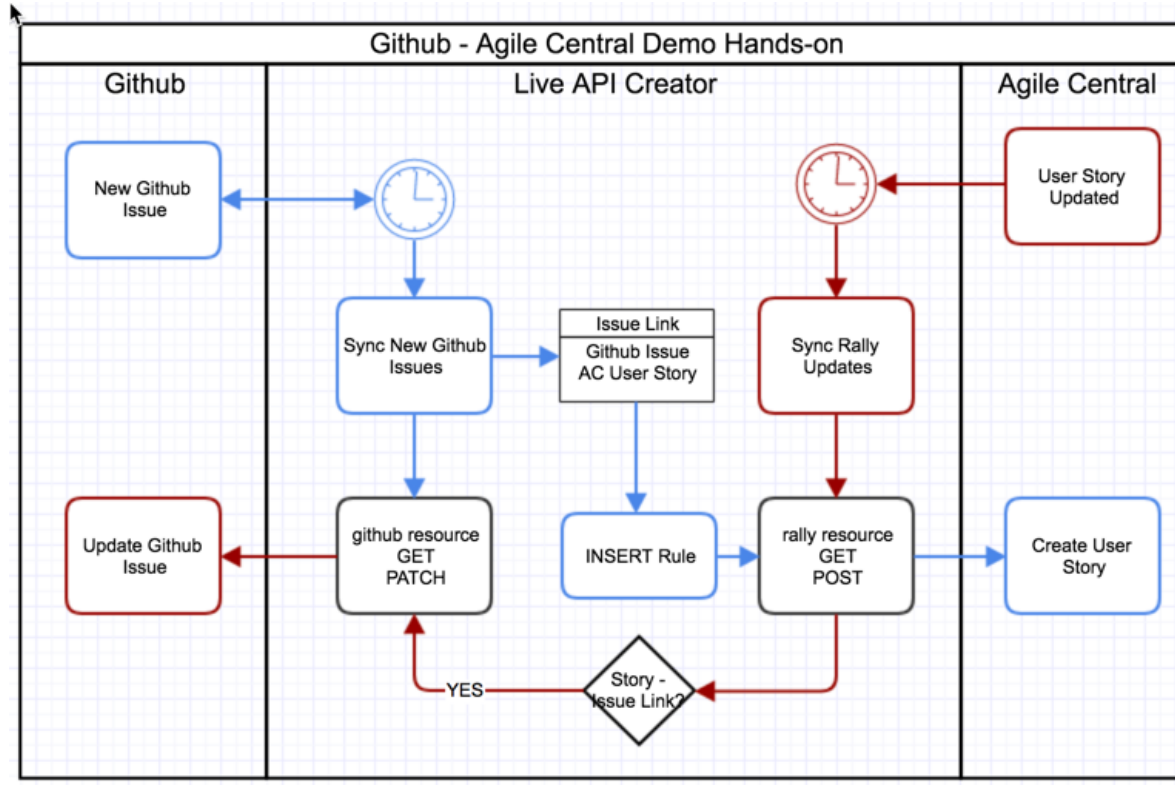 Github - Agile Central Demo Hands-on
Github
Live API Creator
Agile Central
New Github
Issue
User Story
Updated
Sync New Github
Issues
Issue Link
Github Issue
AC User Story
Sync Rally
Updates
Update Github
Issue
github resource
GET
PATCH
INSERT Rule
rally resource
GET
POST
Create User
Story
YES
Story -
Issue Link?